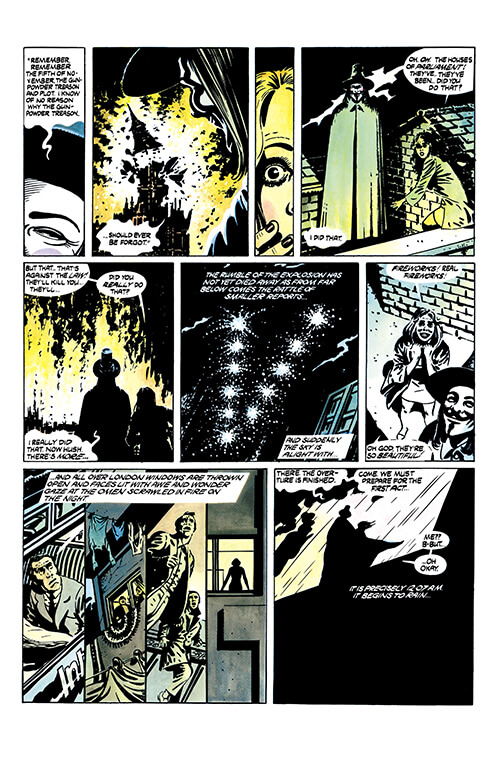 "REMEMBER,
REMEMBER
THE FIFTH OF NO-
VEMBER, THE GUN-
POWDER TREASON
AND PLOT. I KNOW
OF NO REASON
WHY THE GUN-
POWDER TREASON...
...SHOULD EVER
BE FORGOT."
OH. OH. THE HOUSES
OF PARLIAMENT!
THEY'VE. THEY'VE
BEEN... DID YOU
DO THAT?
I DID THAT.
BUT THAT... THAT'S
AGAINST THE LAW!
THEY'LL KILL YOU...
THEY'LL...
DID YOU
REALLY DO
THAT?
I REALLY DID
THAT. NOW HUSH.
THERE'S MORE...
THE RUMBLE OF THE EXPLOSION HAS
NOT YET DIED AWAY AS FROM FAR
BELOW COMES THE RATTLE OF
SMALLER REPORTS...
AND SUDDENLY
THE SKY IS
ALIGHT WITH...
FIREWORKS! REAL
FIREWORKS!
OH GOD, THEY'RE
SO BEAUTIFUL!
...AND ALL OVER LONDON WINDOWS ARE THROWN
OPEN AND FACES LIT WITH AWE AND WONDER
GAZE AT THE OMEN SCRAWLED IN FIRE ON
THE NIGHT.
THERE. THE OVER-
TURE IS FINISHED.
COME. WE MUST
PREPARE FOR THE
FIRST ACT...
ME??
B-BUT...
...OH
OKAY.
IT IS PRECISELY 12.07 A.M.
IT BEGINS TO RAIN...